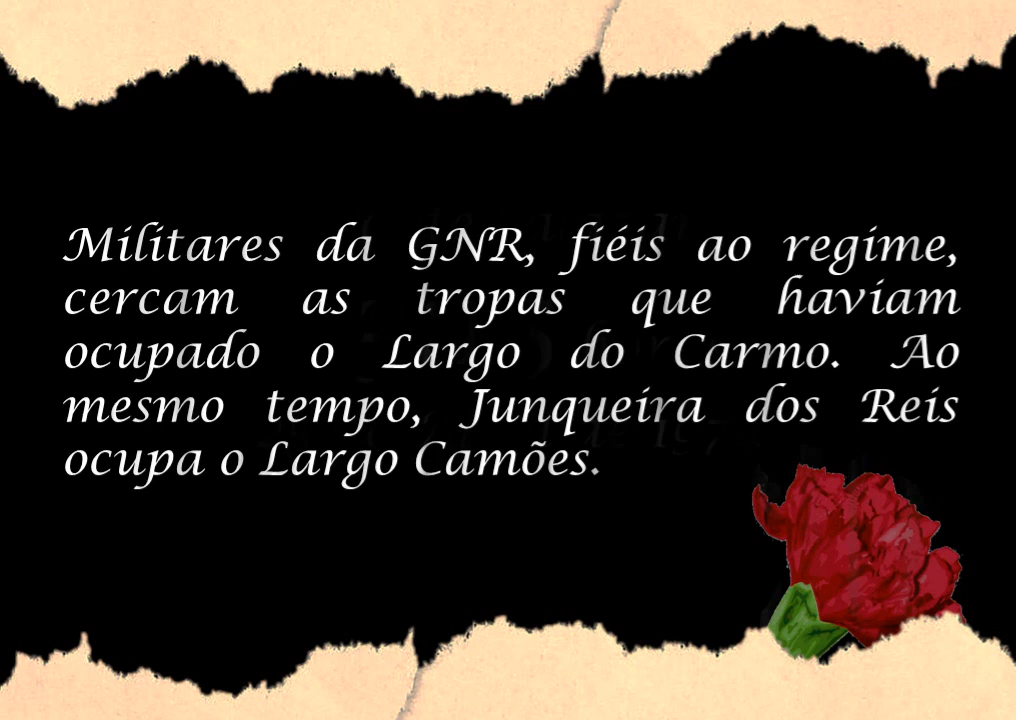 Militares da GNR, fiéis ao regime,
cercam as tropas que haviam
ocupado o Largo do Carmo. Ao
mesmo tempo, Junqueira dos Reis
ocupa o Largo Camões.